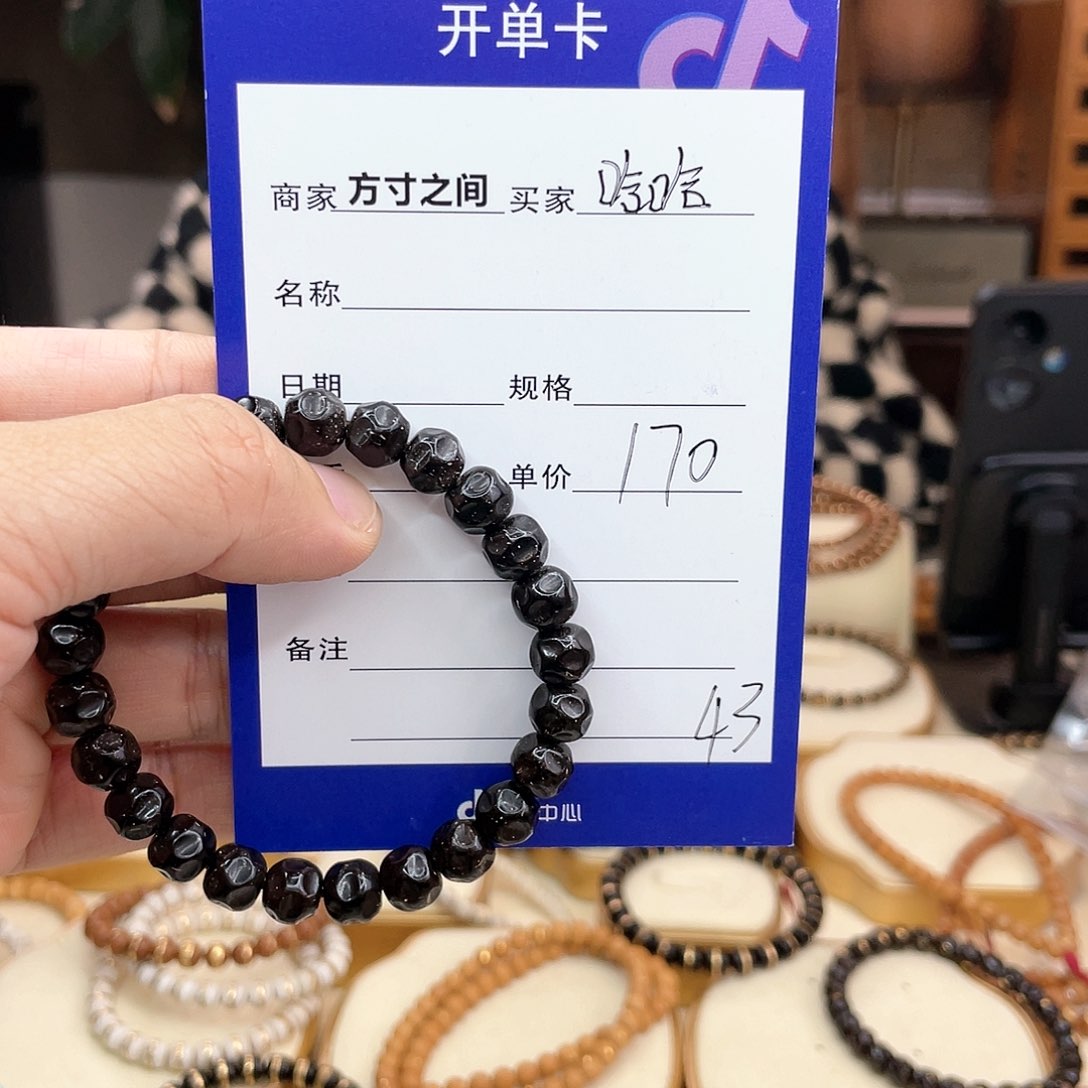 开单卡
商家 方寸之间 买家 哈哈
名称
日期 规格
单价 170
备注
43
中心